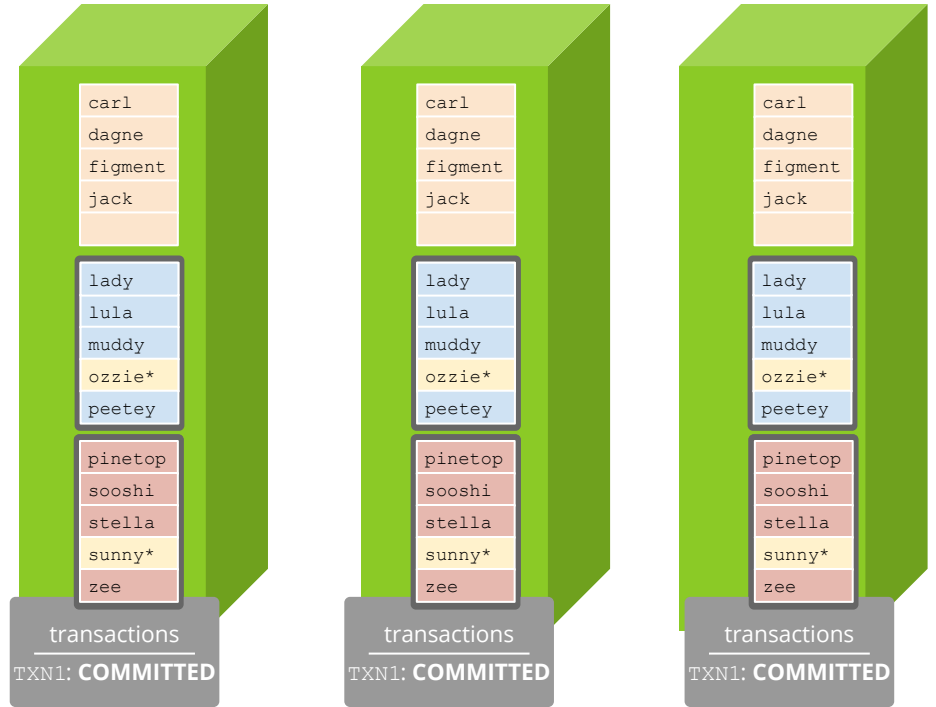 carl
dagne
figment
jack
lady
lula
muddy
ozzie*
peetey
pinetop
sooshi
stella
sunny*
zee
transactions
TXN1: COMMITTED
carl
dagne
figment
jack
lady
lula
muddy
ozzie*
peetey
pinetop
sooshi
stella
sunny*
zee
transactions
TXN1: COMMITTED
carl
dagne
figment
jack
lady
lula
muddy
ozzie*
peetey
pinetop
sooshi
stella
sunny*
zee
transactions
TXN1: COMMITTED